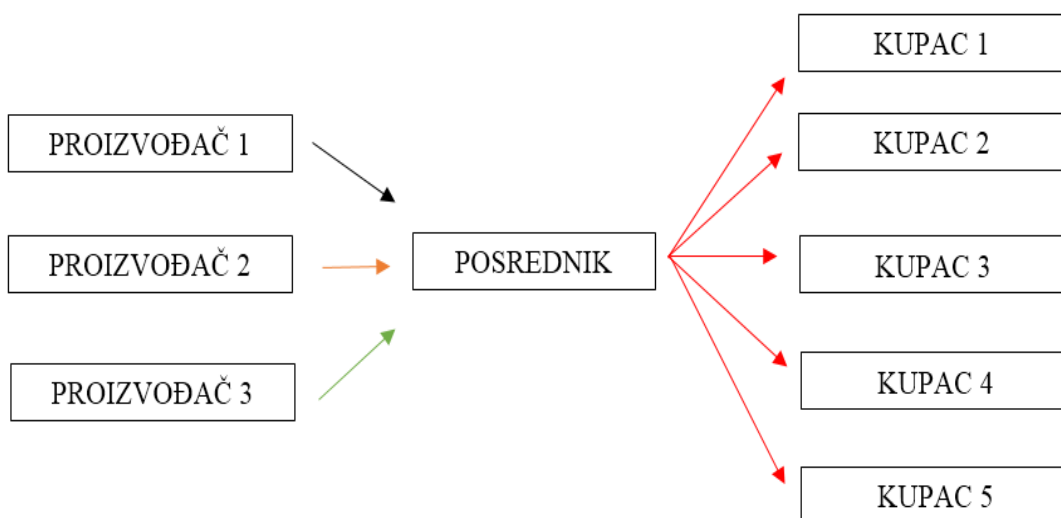 PROIZVOĐAČ 1
PROIZVOĐAČ 2
PROIZVOĐAČ 3
POSREDNIK
KUPAC 1
KUPAC 2
KUPAC 3
KUPAC 4
KUPAC 5